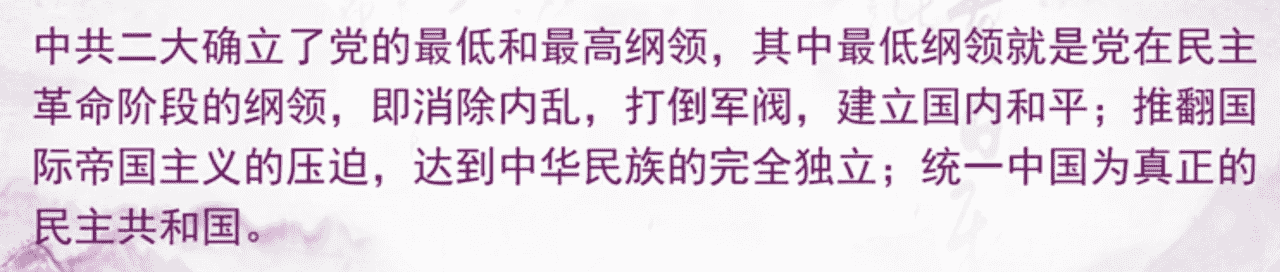 中共二大确立了党的最低和最高纲领，其中最低纲领就是党在民主
革命阶段的纲领，即消除内乱，打倒军阀，建立国内和平；推翻国
际帝国主义的压迫，达到中华民族的完全独立；统一中国为真正的
民主共和国。